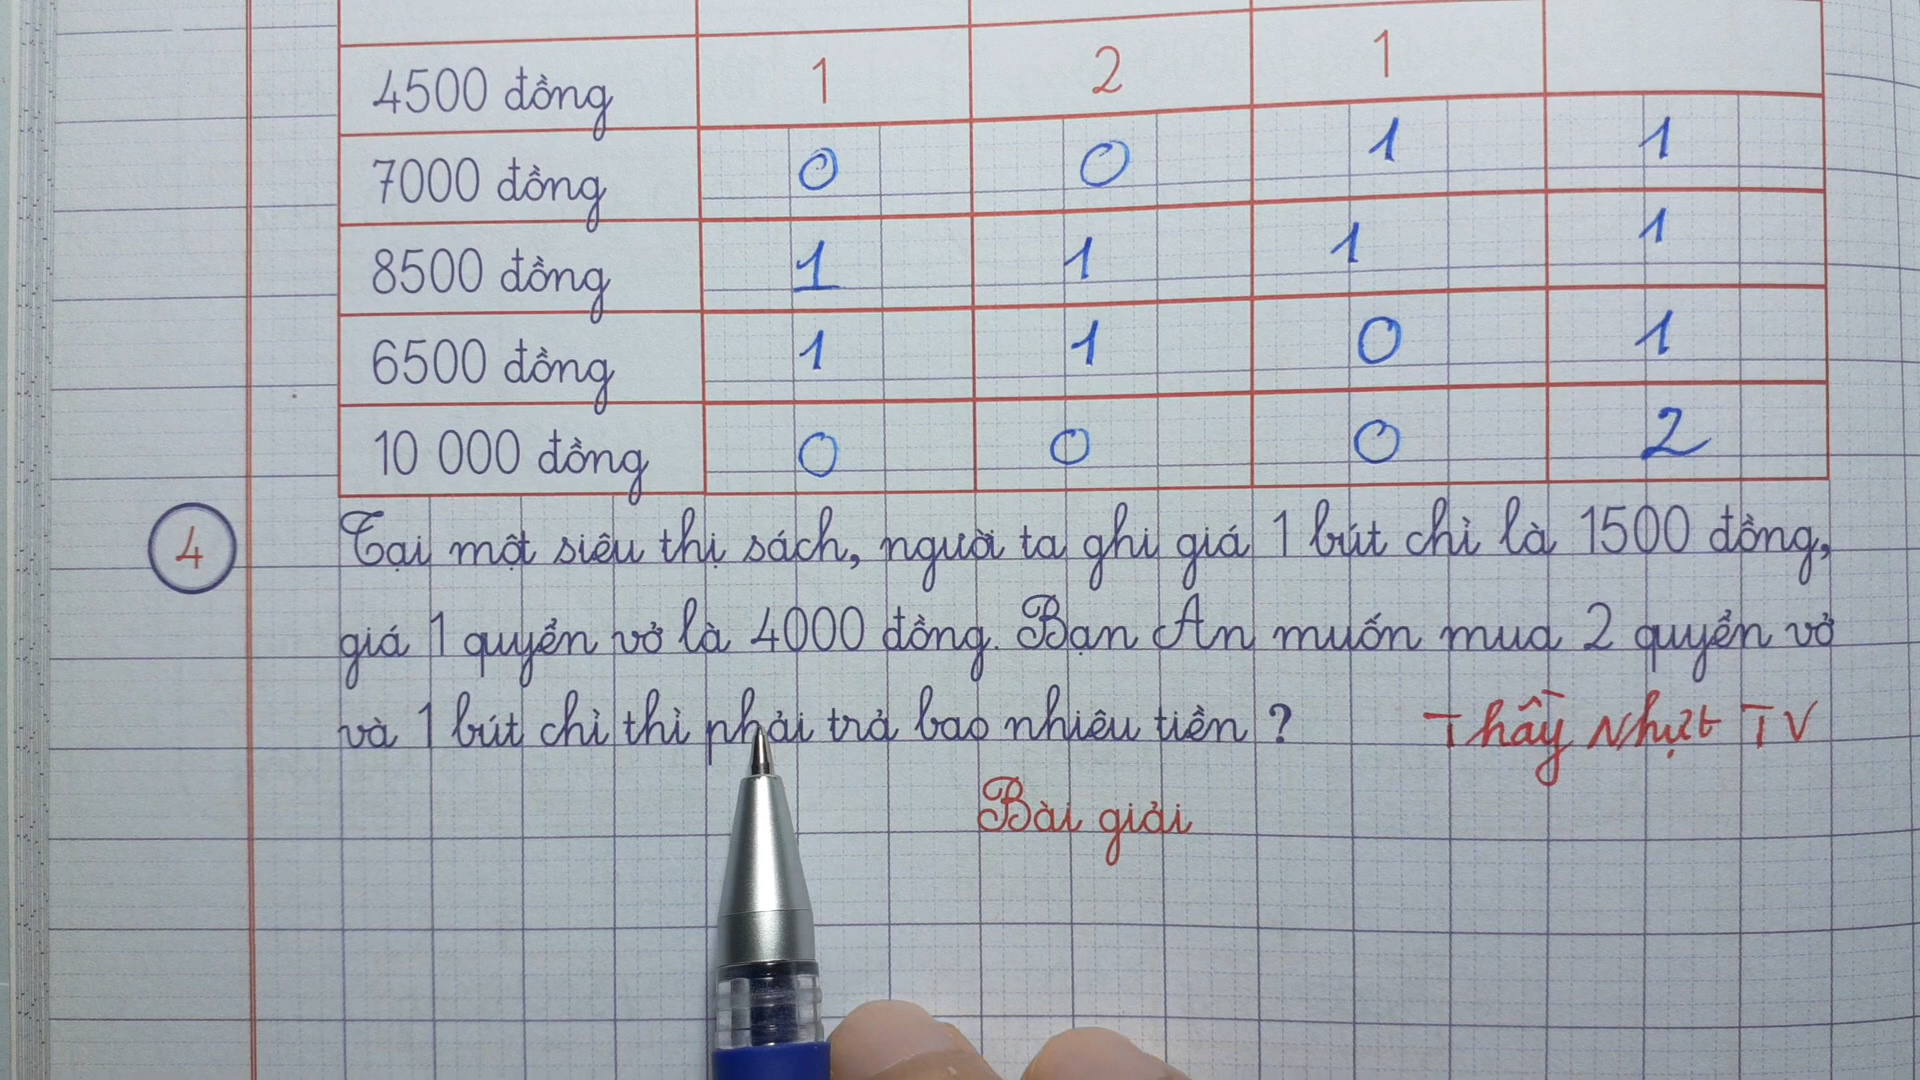 4500 đồng 1 2 1
7000 đồng 0 0 1 1
8500 đồng 1 1 1 1
6500 đồng 1 1 0 1
10 000 đồng 0 0 0 2
4 Tại một siêu thị sách, người ta ghi giá 1 bút chì là 1500 đồng,
giá 1 quyển vở là 4000 đồng. Bạn An muốn mua 2 quyển vở
và 1 bút chì thì phải trả bao nhiêu tiền ? Thầy Nhựt TV
Bài giải